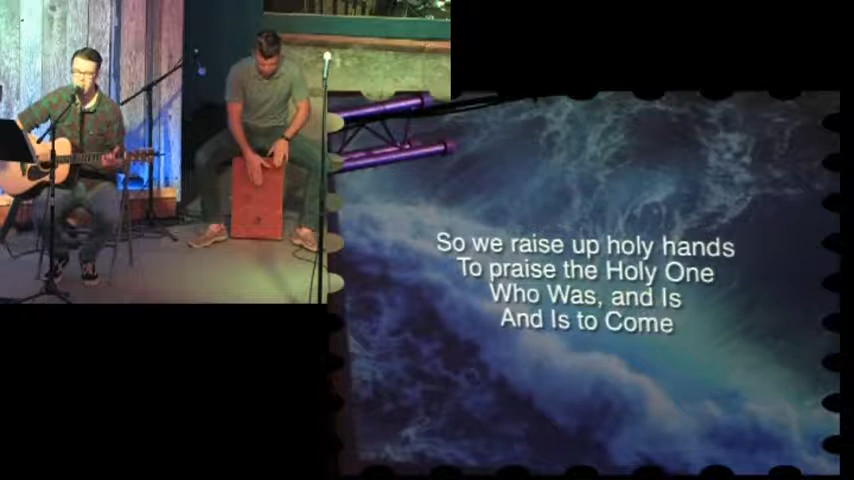 So we raise up holy hands
To praise the Holy One
Who Was, and Is
And Is to Come